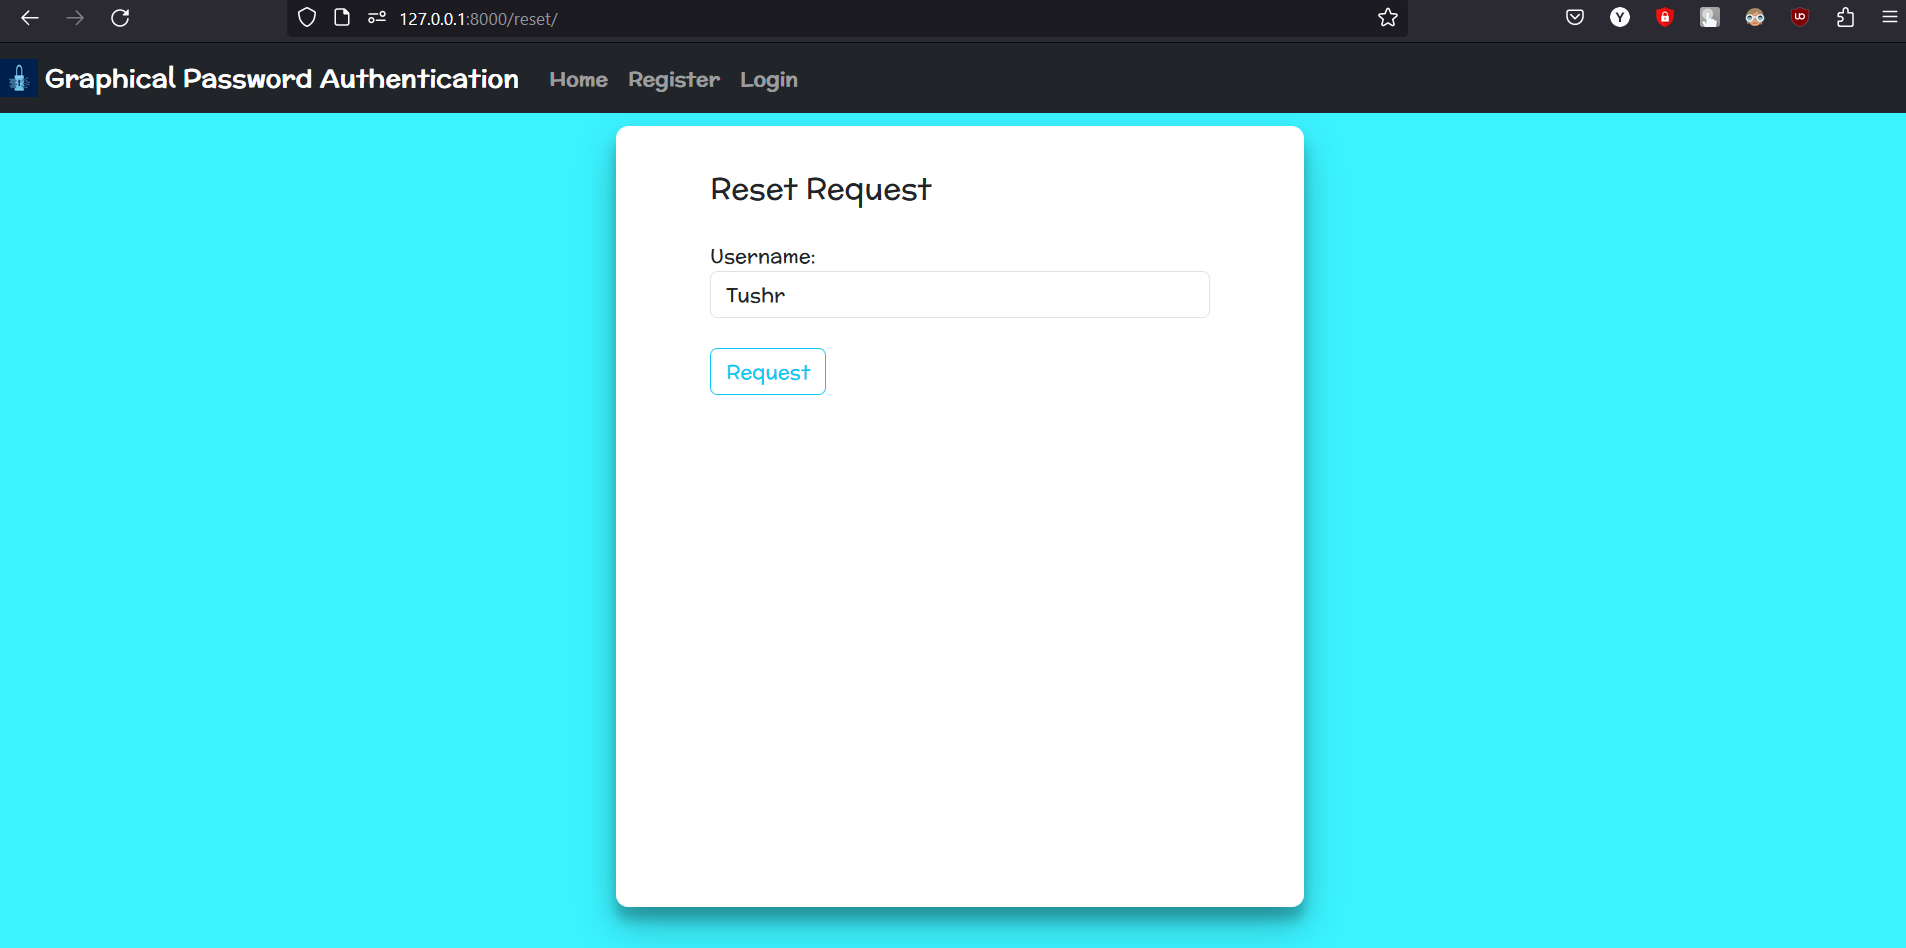 127.0.0.1:8000/reset/
Y
Graphical Password Authentication Home Register Login
Reset Request
Username:
Tushr
Request